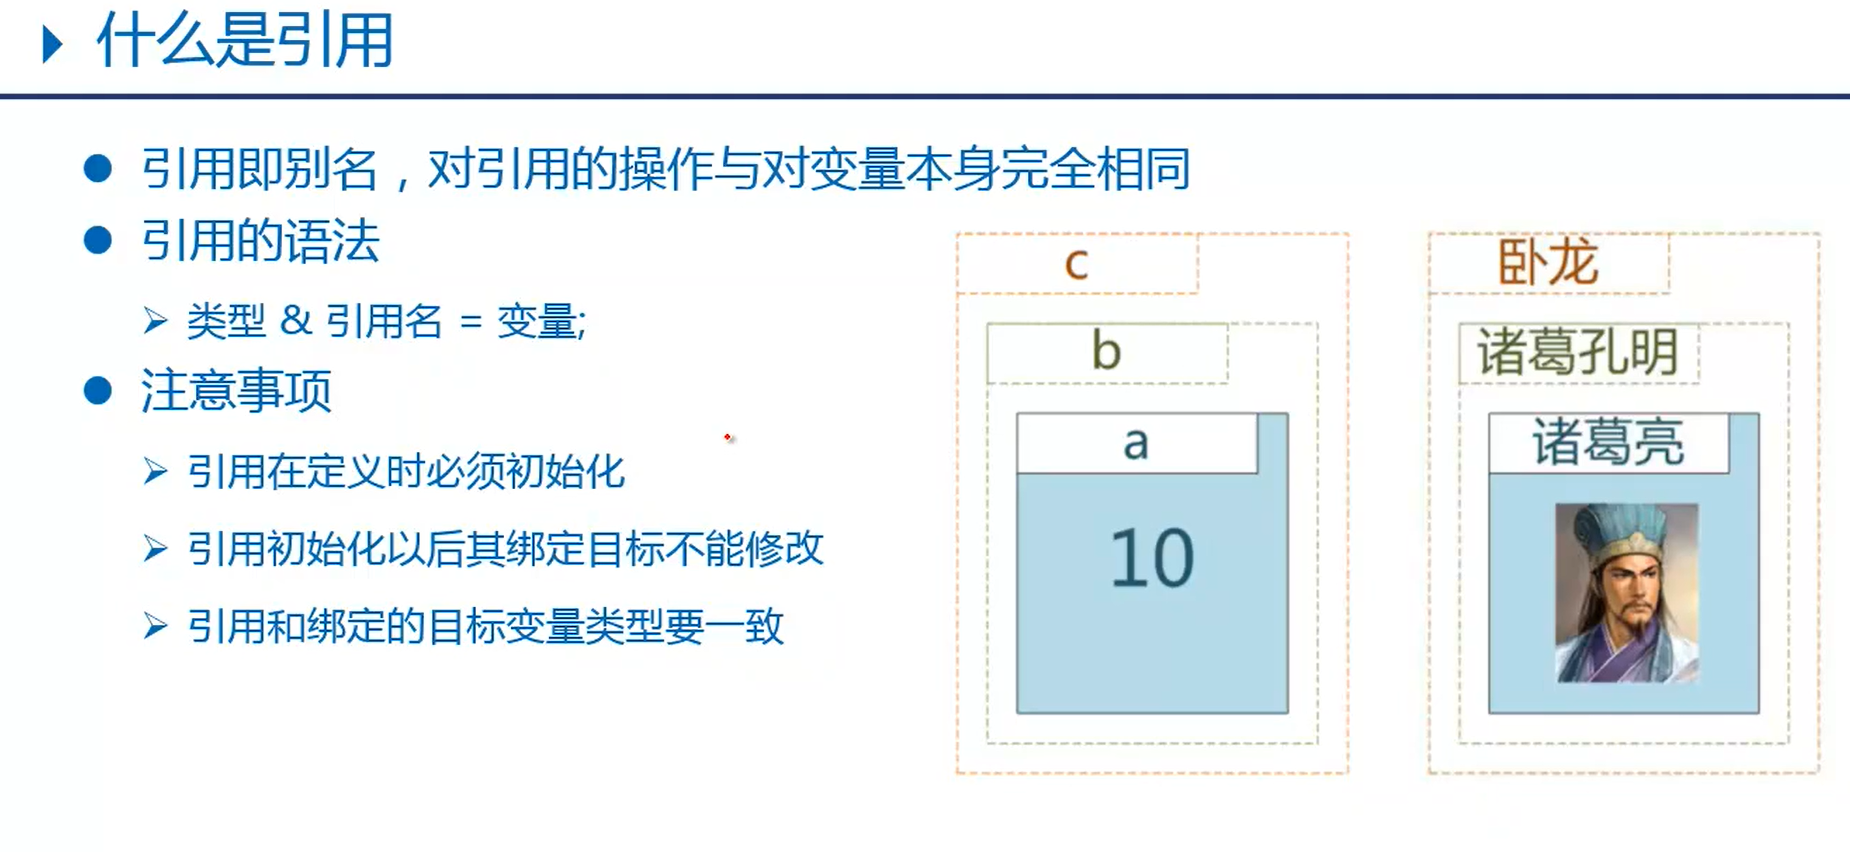 什么是引用
引用即别名，对引用的操作与对变量本身完全相同
引用的语法
类型 & 引用名 = 变量;
注意事项
引用在定义时必须初始化
引用初始化以后其绑定目标不能修改
引用和绑定的目标变量类型要一致
c
b
a
10
卧龙
诸葛孔明
诸葛亮